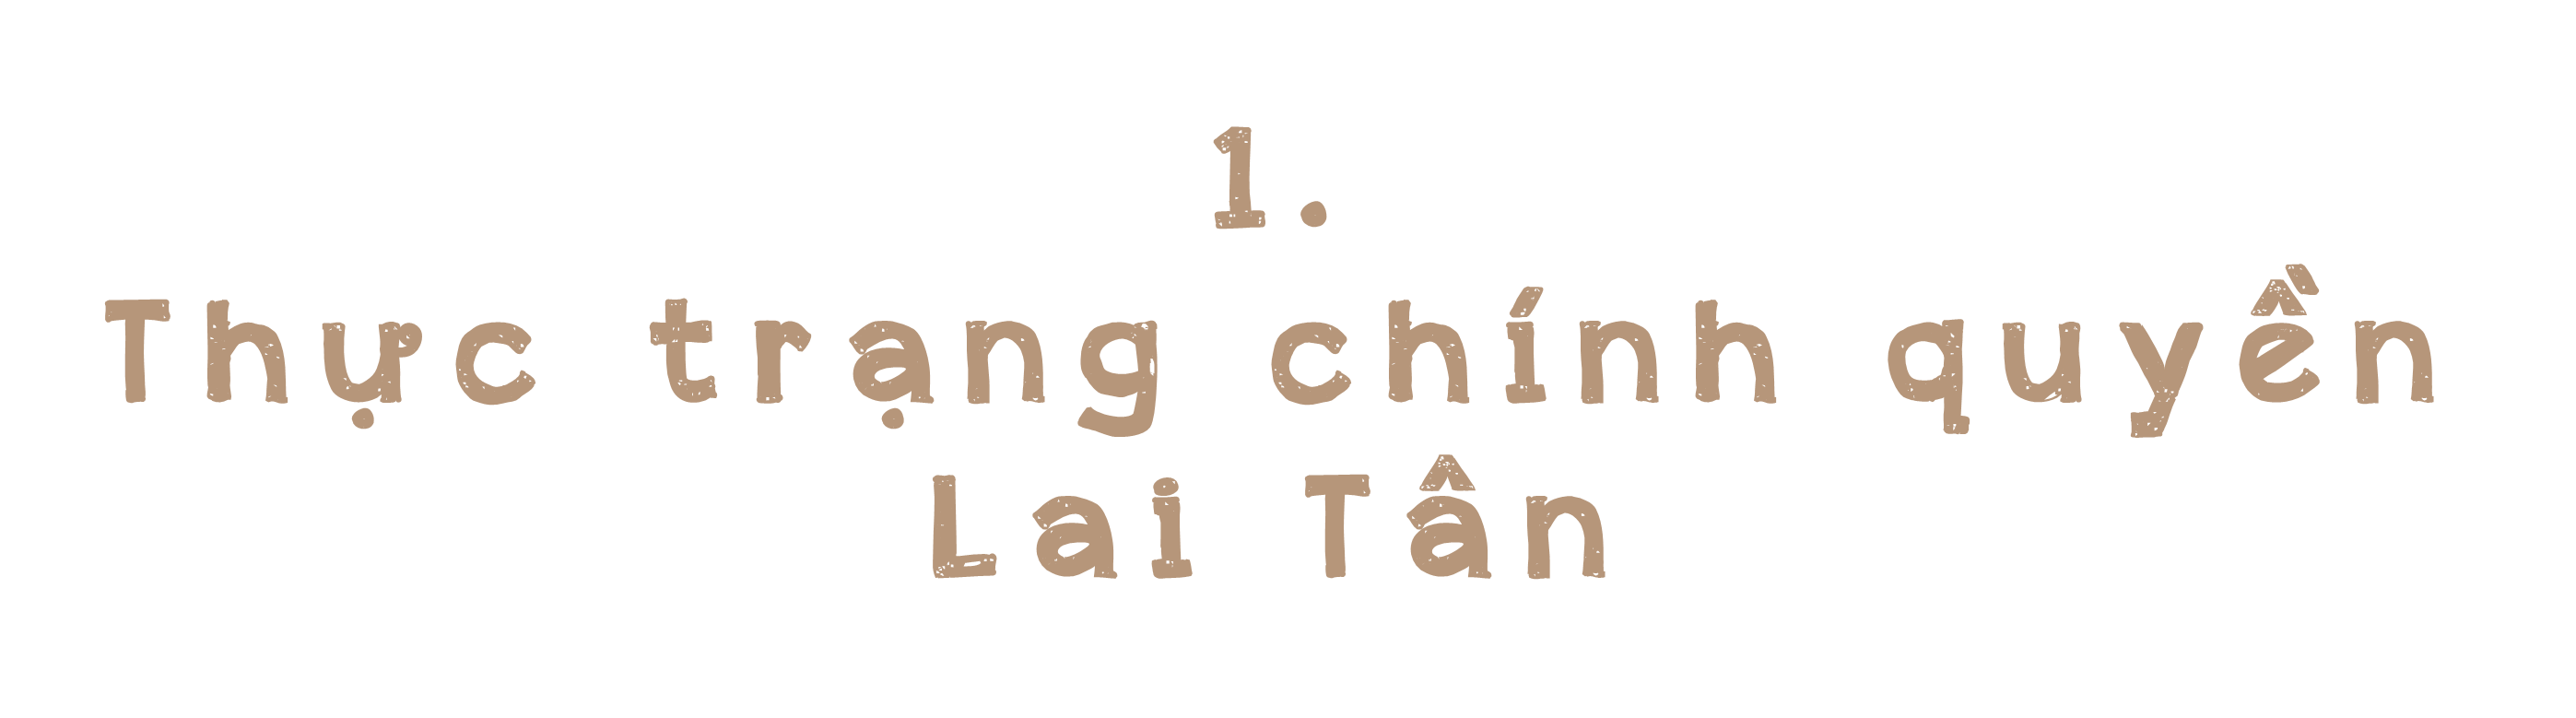 1.
Thực trạng chính quyền
Lai Tân